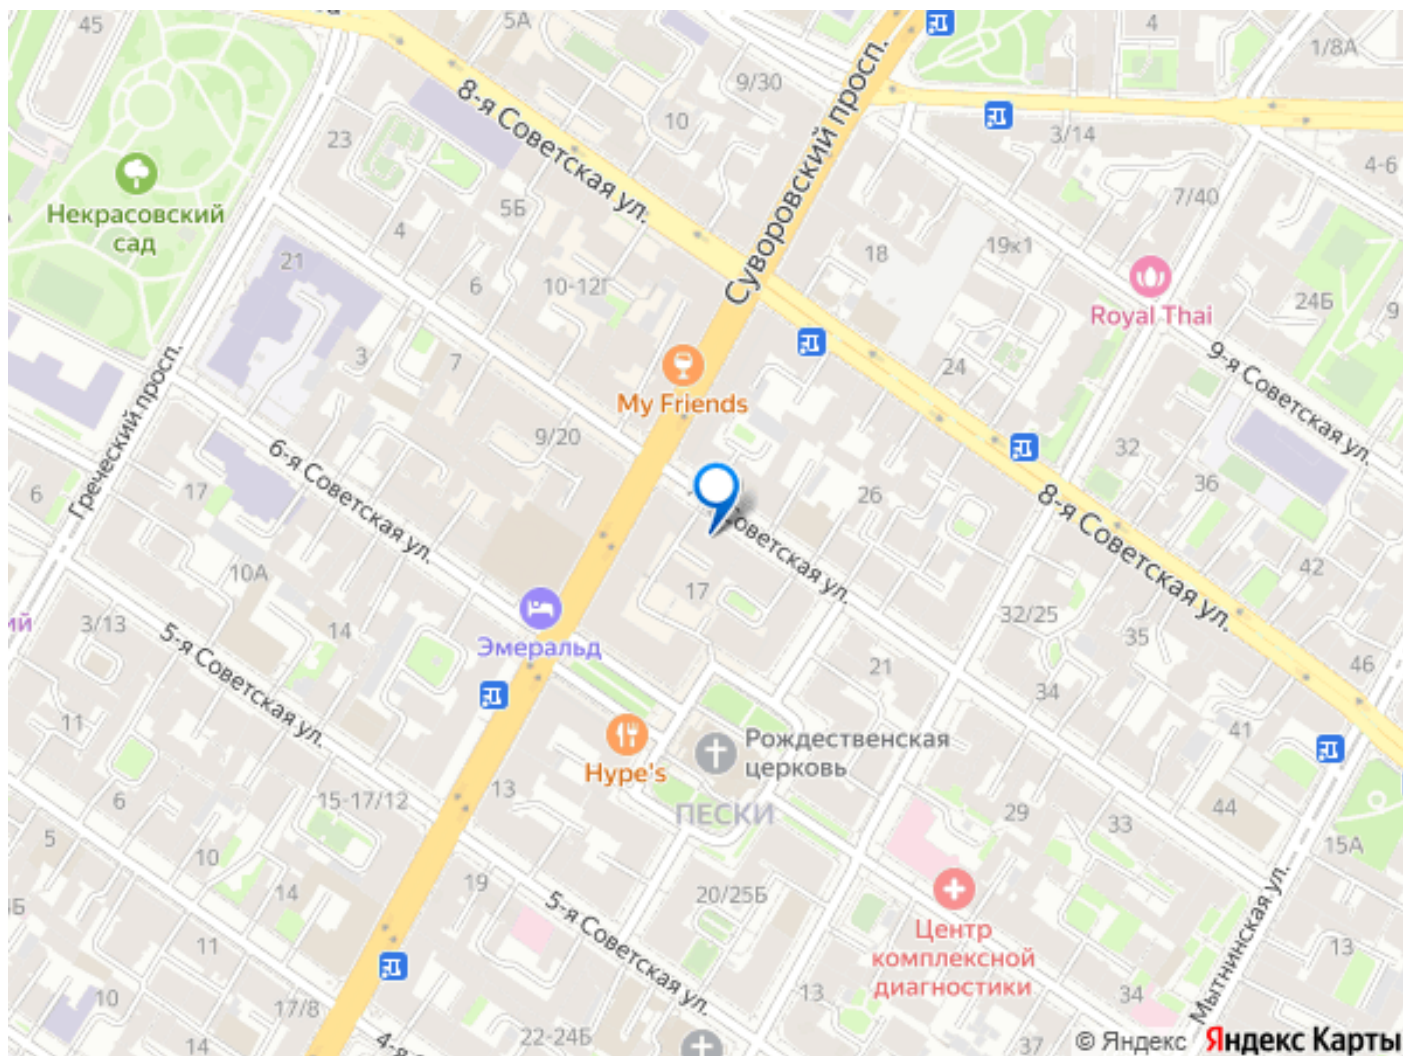 45
5А
4
1/8А
9/30
10
3/14
4-6
23
8-я Советская ул.
Суворовский просп.
Некрасовский
сад
5Б
4
7/40
18
19к1
21
6
10-12Г
Royal Thai
24Б
9
3
7
My Friends
24
9-я Советская ул.
9/20
Греческий просп.
6-я Советская ул.
6
17
26
32
36
8-я Советская ул.
Советская ул.
10А
17
42
ий
3/13
14
Эмеральд
32/25
35
5-я Советская ул.
21
46
34
11
41
Рождественская
церковь
Hype's
13
ПЕСКИ
6
15-17/12
29
44
33
5
15А
10
14
19
20/25Б
5-я Советская ул.
Центр
комплексной
диагностики
Мытнинская ул.
11
13
10
17/8
13
34
22-24Б
14
4-я Советская ул.
37
© Яндекс Яндекс Карты